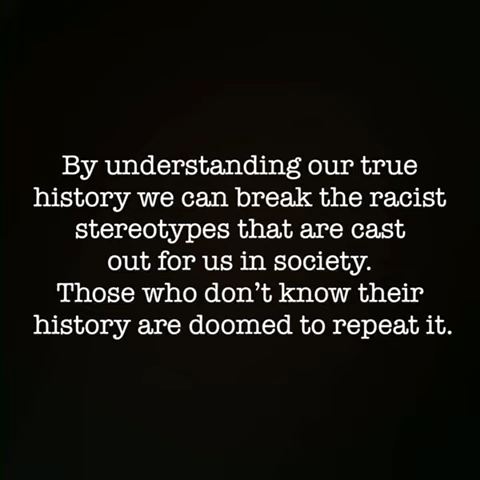 By understanding our true
history we can break the racist
stereotypes that are cast
out for us in society.
Those who don't know their
history are doomed to repeat it.